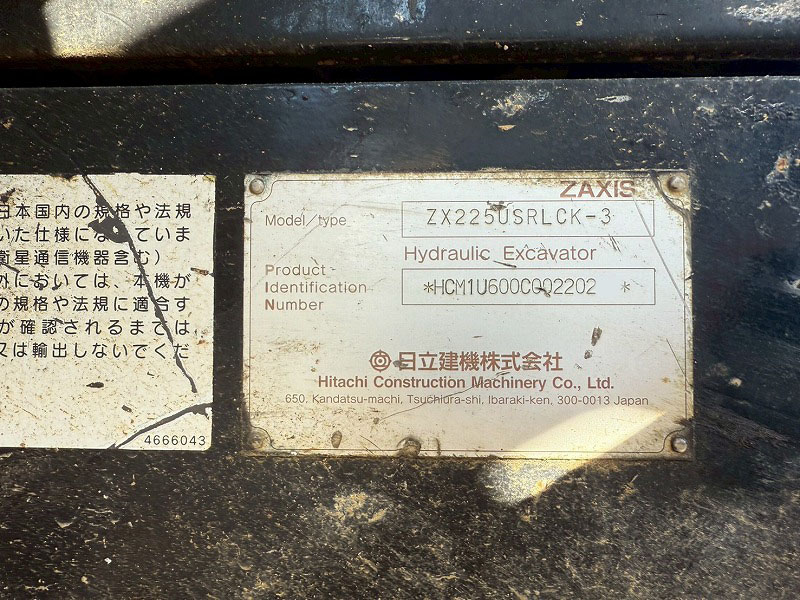 日本国内の規格や法規
いた仕様になっていま
衛星通信機器含む)
外においては、本機が
の規格や法規に適合す
が確認されるまでは
又は輸出しないでくだ
4666043
ZAXIS
Model/type ZX225USRLCK-3
Hydraulic Excavator
Product
Identification
Number
*HCM1U600C002202 *
日立建機株式会社
Hitachi Construction Machinery Co., Ltd.
650, Kandatsu-machi, Tsuchiura-shi, Ibaraki-ken, 300-0013 Japan